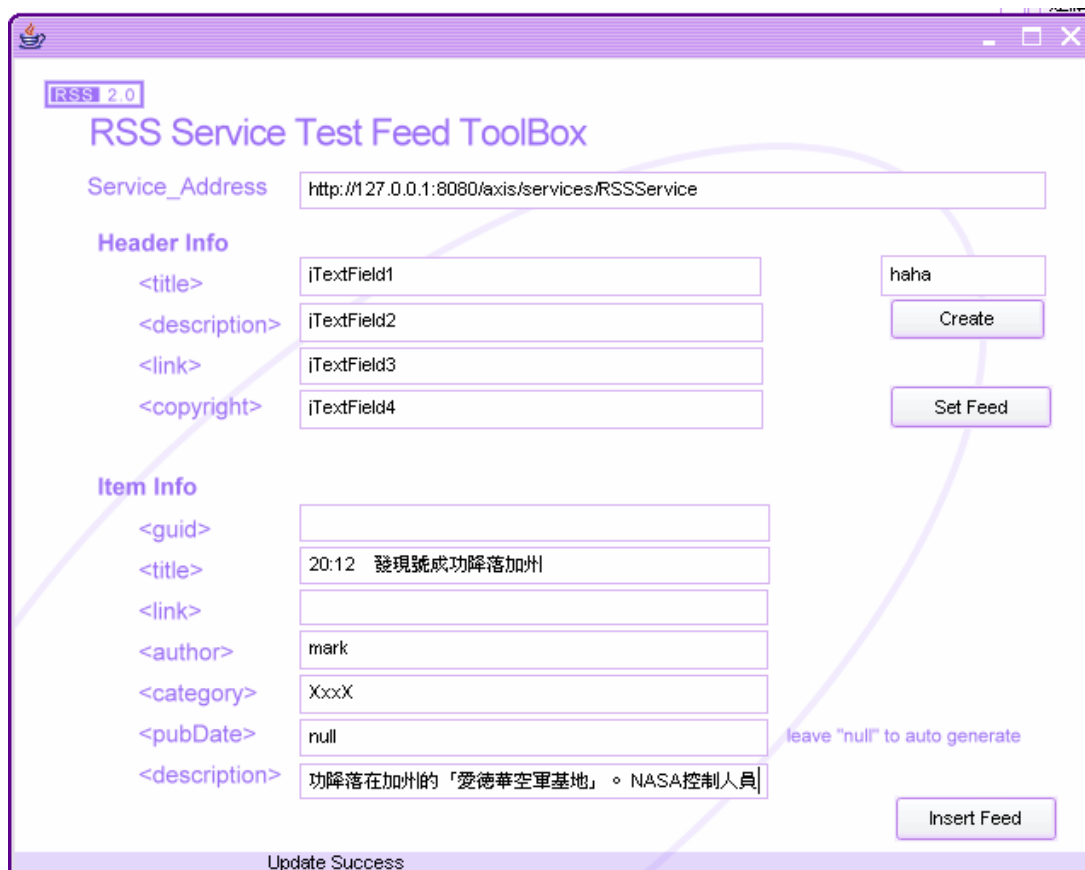 RSS 2.0
RSS Service Test Feed ToolBox
Service_Address http://127.0.0.1:8080/axis/services/RSSService
Header Info
<title> jTextField1 haha
<description> jTextField2 Create
<link> jTextField3
<copyright> jTextField4 Set Feed
Item Info
<guid>
<title> 20:12 發現號成功降落加州
<link>
<author> mark
<category> XxxX
<pubDate> null leave "null" to auto generate
<description> 功降落在加州的「愛德華空軍基地」。NASA控制人員
Insert Feed
Update Success